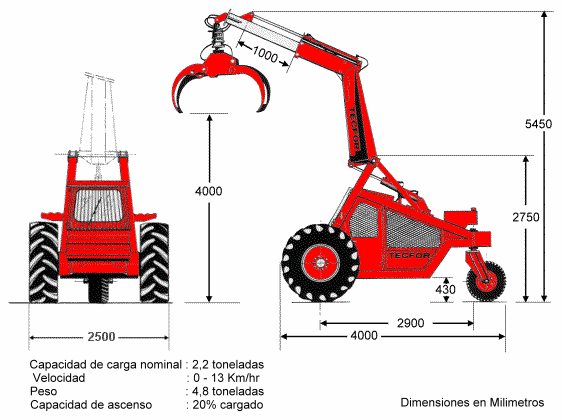 1000
5450
4000
2750
TECFOR
430
2900
2500
4000
Capacidad de carga nominal : 2,2 toneladas
Velocidad : 0 - 13 Km/hr
Peso : 4,8 toneladas
Capacidad de ascenso : 20% cargado
Dimensiones en Milimetros